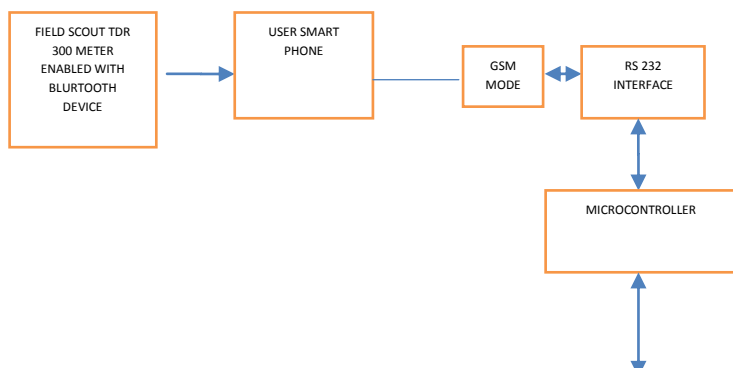 FIELD SCOUT TDR
300 METER
ENABLED WITH
BLURTOOTH
DEVICE
USER SMART
PHONE
GSM
MODE
RS 232
INTERFACE
MICROCONTROLLER